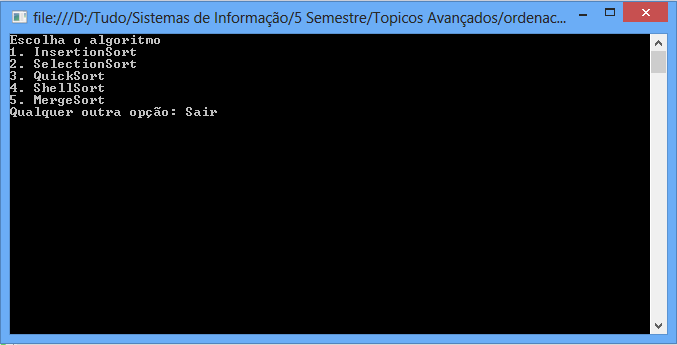 file:///D:/Tudo/Sistemas de Informação/5 Semestre/Topicos Avançados/ordenac...
Escolha o algoritmo
1. InsertionSort
2. SelectionSort
3. QuickSort
4. ShellSort
5. MergeSort
Qualquer outra opção: Sair